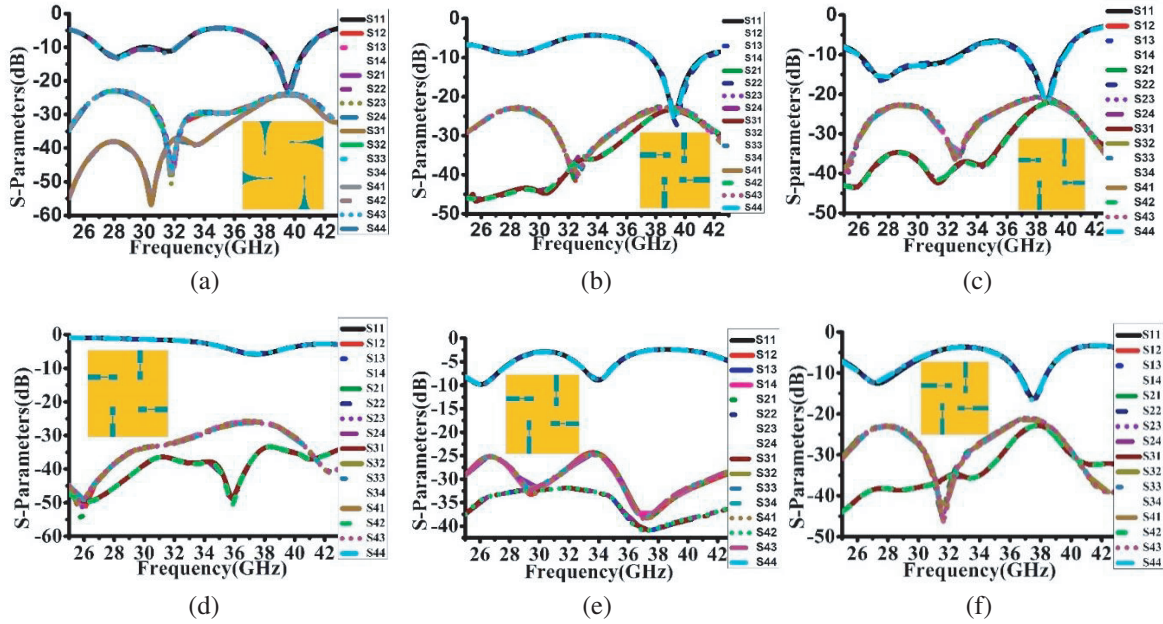 S-Parameters(dB)
0
-10
-20
-30
-40
-50
-60
26 28 30 32 34 36 38 40 42
Frequency(GHz)
S11
S12
S13
S14
S21
S22
S23
S24
S31
S32
S33
S34
S41
S42
S43
S44
(a)
S-Parameters(dB)
0
-10
-20
-30
-40
-50
26 28 30 32 34 36 38 40 42
Frequency(GHz)
S11
S12
S13
S14
S21
S22
S23
S24
S31
S32
S33
S34
S41
S42
S43
S44
(b)
S-parameters(dB)
0
-10
-20
-30
-40
-50
26 28 30 32 34 36 38 40 42
Frequency(GHz)
S11
S12
S13
S14
S21
S22
S23
S24
S31
S32
S33
S34
S41
S42
S43
S44
(c)
S-Parameters(dB)
0
-10
-20
-30
-40
-50
-60
26 28 30 32 34 36 38 40 42
Frequency(GHz)
S11
S12
S13
S14
S21
S22
S23
S24
S31
S32
S33
S34
S41
S42
S43
S44
(d)
S-Parameters(dB)
0
-5
-10
-15
-20
-25
-30
-35
-40
26 28 30 32 34 36 38 40 42
Frequency(GHz)
S11
S12
S13
S14
S21
S22
S23
S24
S31
S32
S33
S34
S41
S42
S43
S44
(e)
S-Parameters(dB)
0
-10
-20
-30
-40
-50
26 28 30 32 34 36 38 40 42
Frequency(GHz)
S11
S12
S13
S14
S21
S22
S23
S24
S31
S32
S33
S34
S41
S42
S43
S44
(f)